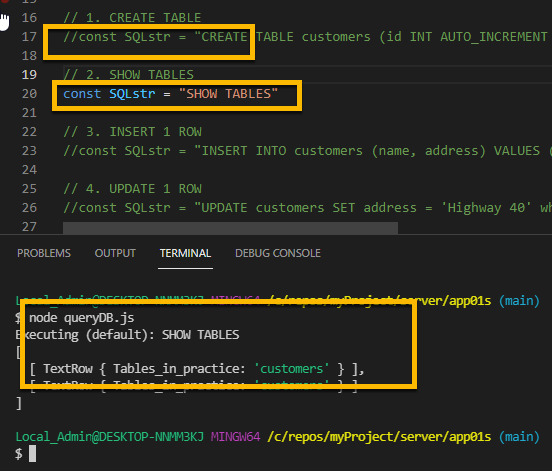 16 // 1. CREATE TABLE
17 //const SQLstr = "CREATE TABLE customers (id INT AUTO_INCREMENT
18
19 // 2. SHOW TABLES
20 const SQLstr = "SHOW TABLES"
21
22 // 3. INSERT 1 ROW
23 //const SQLstr = "INSERT INTO customers (name, address) VALUES (
24
25 // 4. UPDATE 1 ROW
26 //const SQLstr = "UPDATE customers SET address = 'Highway 40' wh
27
PROBLEMS OUTPUT TERMINAL DEBUG CONSOLE
Local_Admin@DESKTOP-NNMM3KJ MINGW64 /c/repos/myProject/server/app01s (main)
$ node queryDB.js
Executing (default): SHOW TABLES
[
[ TextRow { Tables_in_practice: 'customers' } ],
[ TextRow { Tables_in_practice: 'customers' } ]
]
Local_Admin@DESKTOP-NNMM3KJ MINGW64 /c/repos/myProject/server/app01s (main)
$